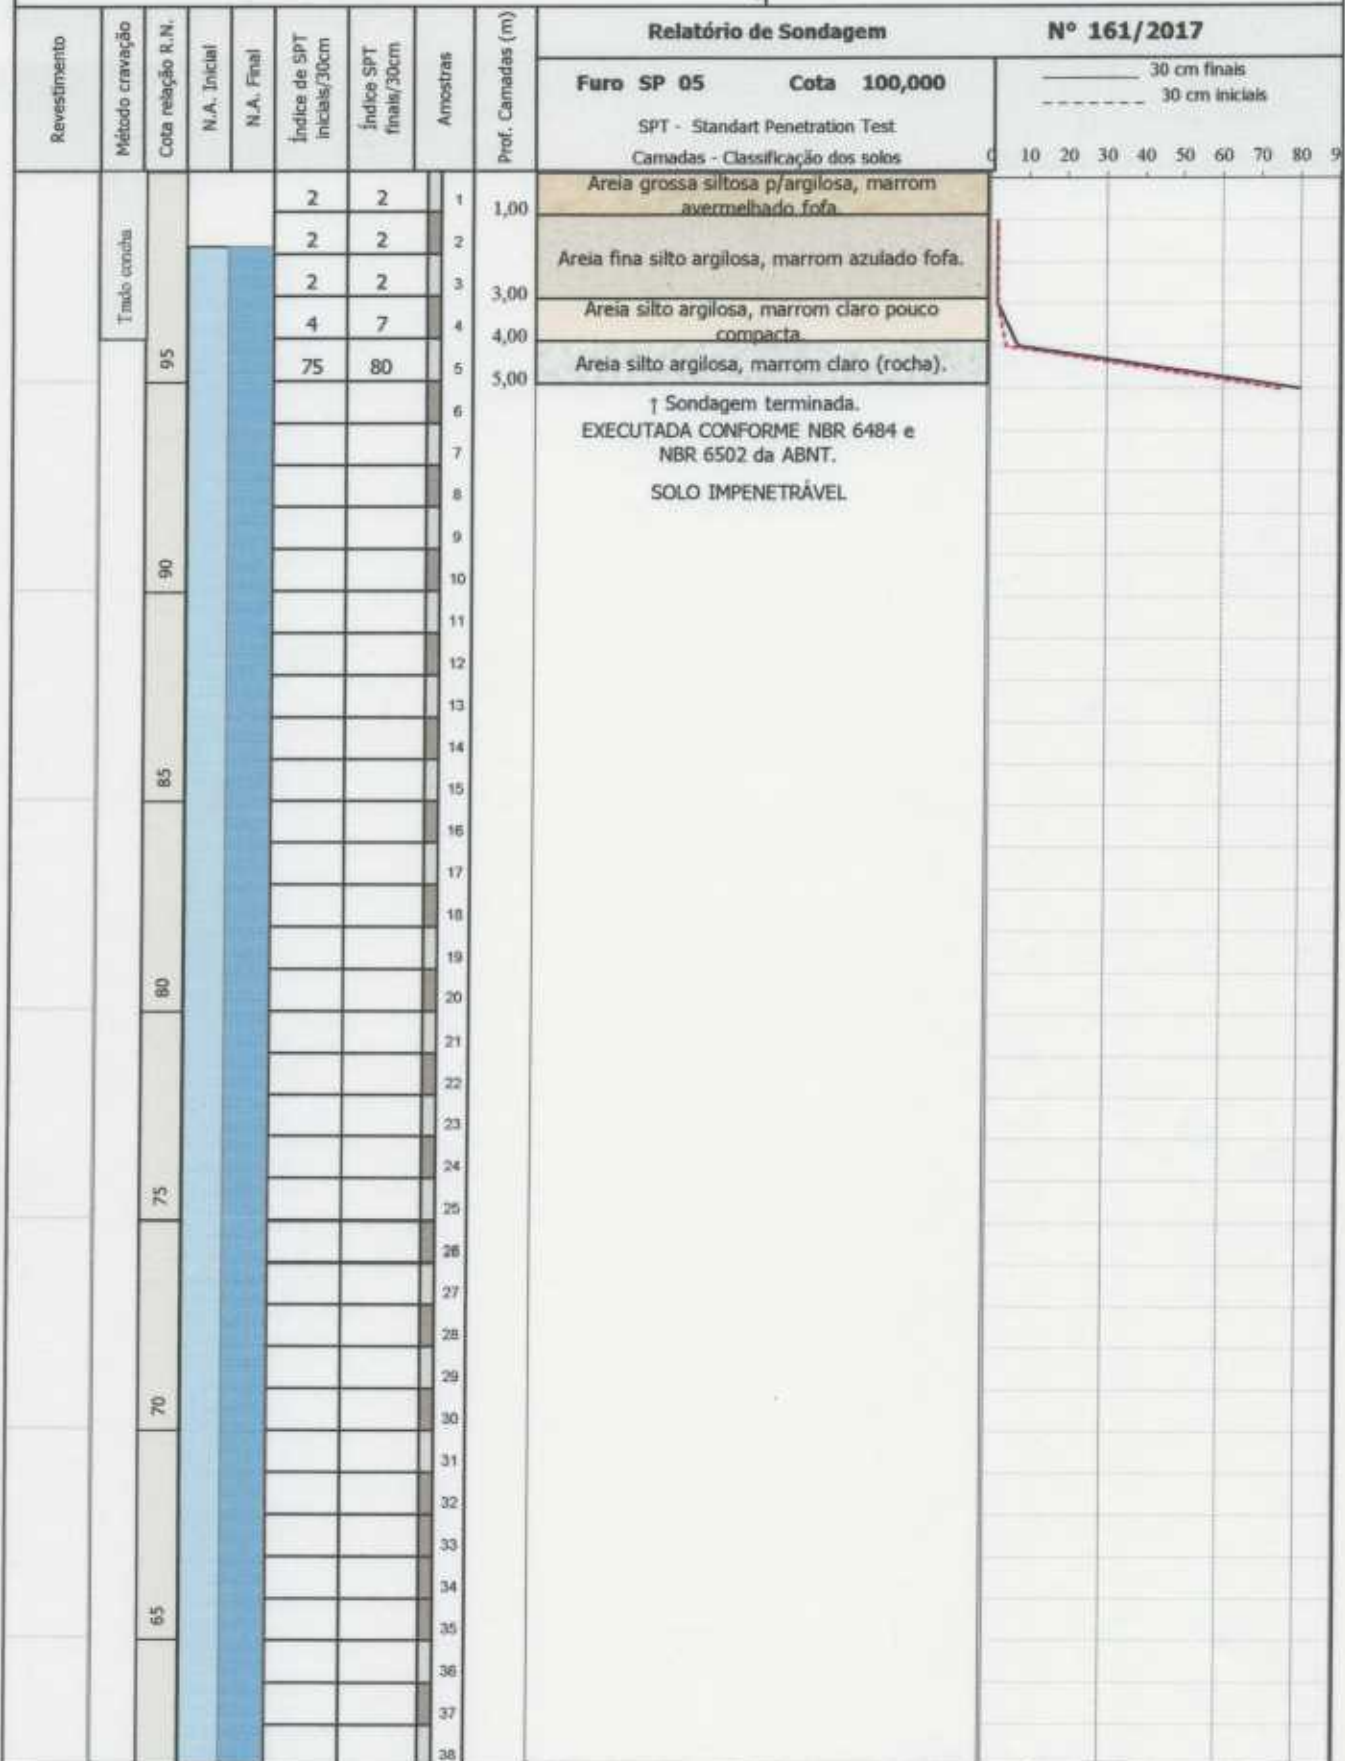 Revestimento
Método cravação
Cota relação R.N.
N.A. Inicial
N.A. Final
Índice de SPT
iniciais/30cm
Índice SPT
finais/30cm
Amostras
Prof. Camadas (m)
Relatório de Sondagem
Nº 161/2017
Furo SP 05 Cota 100,000
SPT - Standart Penetration Test
Camadas - Classificação dos solos
30 cm finais
30 cm iniciais
0 10 20 30 40 50 60 70 80 9
Trado concha
2 2 1 1,00
Areia grossa siltosa p/argilosa, marrom
avermelhado fofa.
2 2 2
Areia fina silto argilosa, marrom azulado fofa.
2 2 3 3,00
4 7 4 4,00
Areia silto argilosa, marrom claro pouco
compacta.
95
75 80 5 5,00
Areia silto argilosa, marrom claro (rocha).
↑ Sondagem terminada.
EXECUTADA CONFORME NBR 6484 e
NBR 6502 da ABNT.
SOLO IMPENETRÁVEL
6
7
8
9
90
10
11
12
13
14
85
15
16
17
18
19
80
20
21
22
23
24
75
25
26
27
28
29
70
30
31
32
33
34
65
35
36
37
38